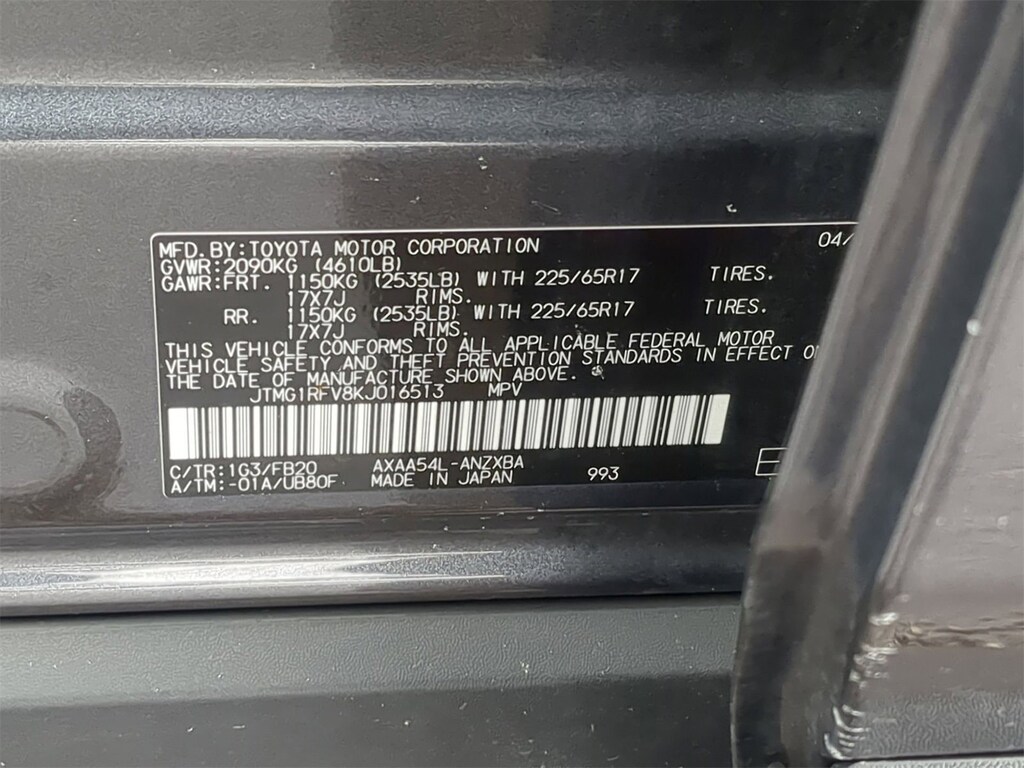 MFD.BY:TOYOTA MOTOR CORPORATION 04/
GVWR:2090KG (4610LB)
GAWR:FRT. 1150KG (2535LB) WITH 225/65R17 TIRES.
17X7J RIMS.
RR. 1150KG (2535LB) WITH 225/65R17 TIRES.
17X7J RIMS.
THIS VEHICLE CONFORMS TO ALL APPLICABLE FEDERAL MOTOR
VEHICLE SAFETY AND THEFT PREVENTION STANDARDS IN EFFECT
THE DATE OF MANUFACTURE SHOWN ABOVE.
JTMG1RFV8KJ016513 MPV
C/TR:1G3/FB20 AXAA54L-ANZXBA
A/TM:-01A/UB80F MADE IN JAPAN 993